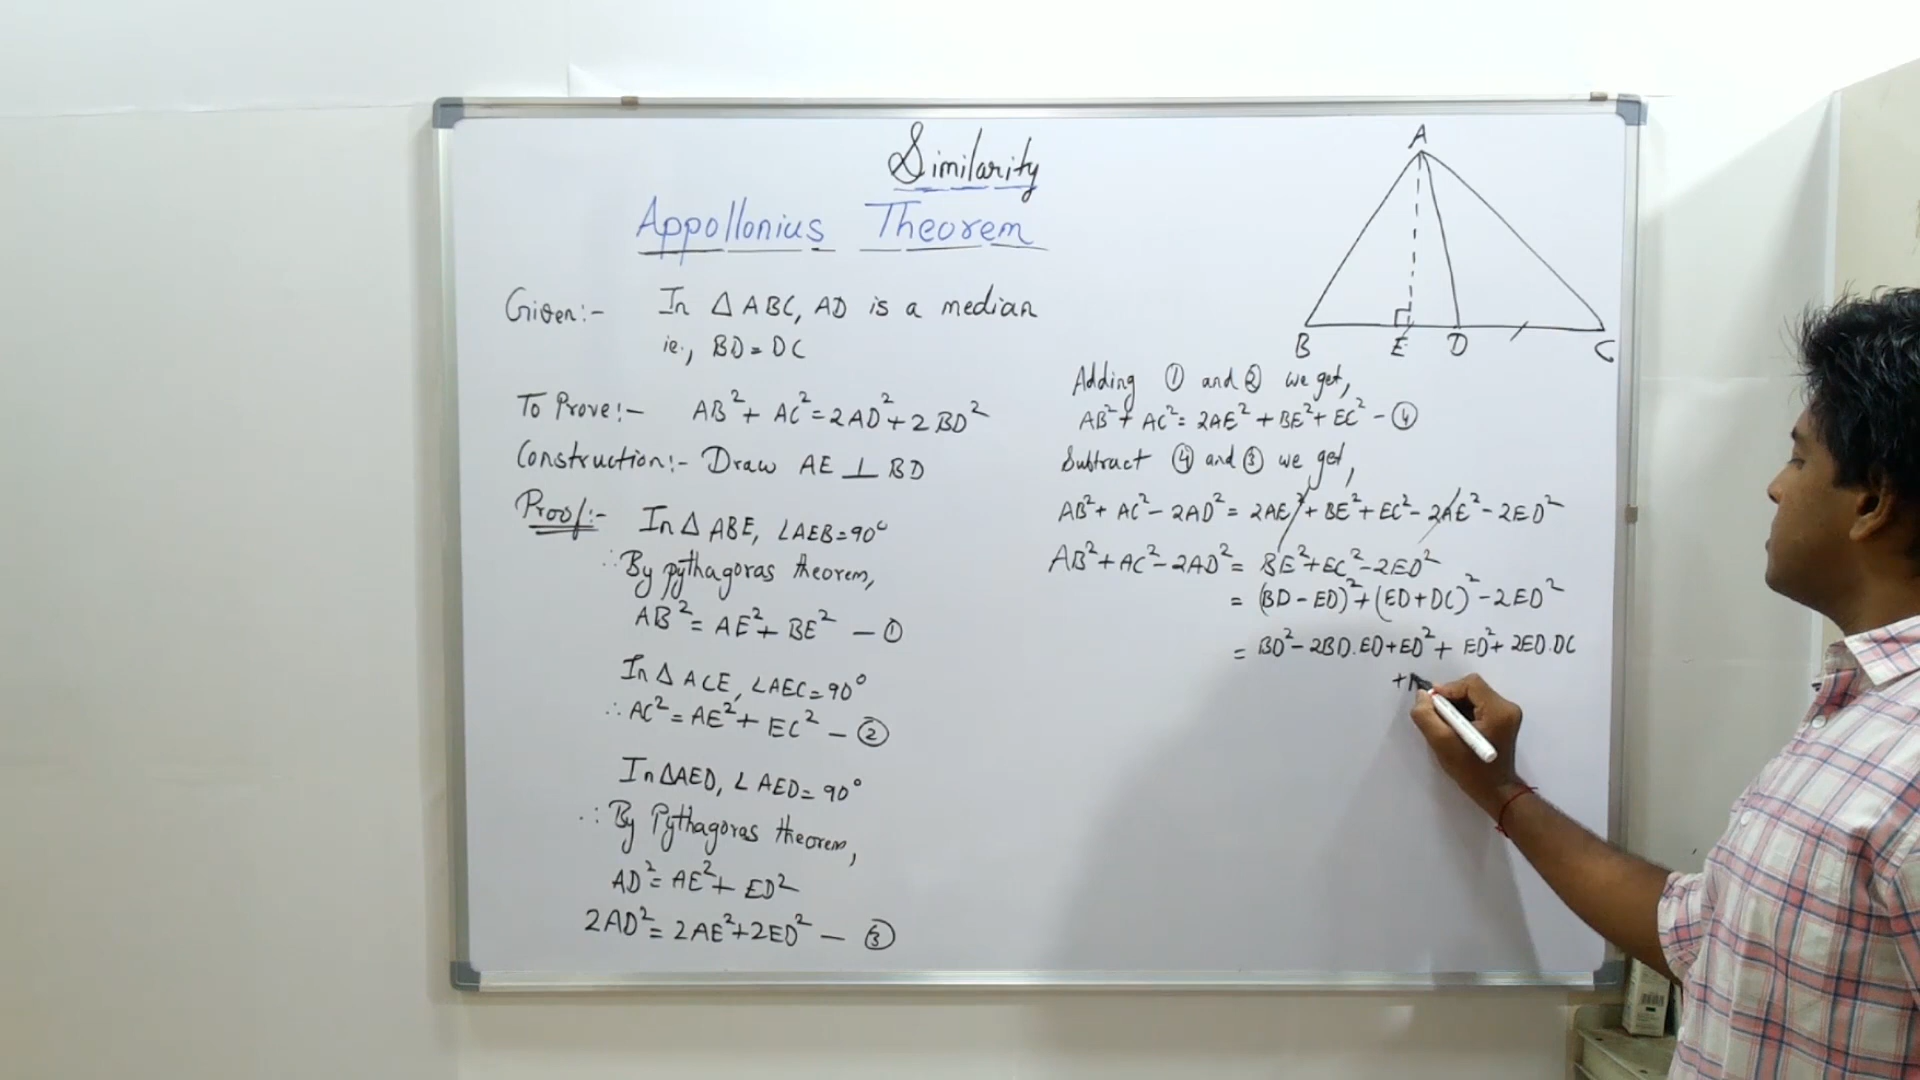 Similarity
Appollonius Theorem
Given:- In △ ABC, AD is a median
ie., BD = DC
To Prove:- AB² + AC² = 2AD² + 2BD²
Construction:- Draw AE ⊥ BD
Proof:- In △ ABE, ∠AEB = 90°
∴ By pythagoras theorem,
AB² = AE² + BE² — ①
In △ ACE, ∠AEC = 90°
∴ AC² = AE² + EC² — ②
In △AED, ∠AED = 90°
∴ By Pythagoras theorem,
AD² = AE² + ED²
2AD² = 2AE² + 2ED² — ③
A
B E D C
Adding ① and ② we get,
AB² + AC² = 2AE² + BE² + EC² — ④
Subtract ④ and ③ we get,
AB² + AC² - 2AD² = 2AE² + BE² + EC² - 2AE² - 2ED²
AB² + AC² - 2AD² = BE² + EC² - 2ED²
= (BD - ED)² + (ED + DC)² - 2ED²
= BD² - 2BD.ED + ED² + ED² + 2ED.DC
+